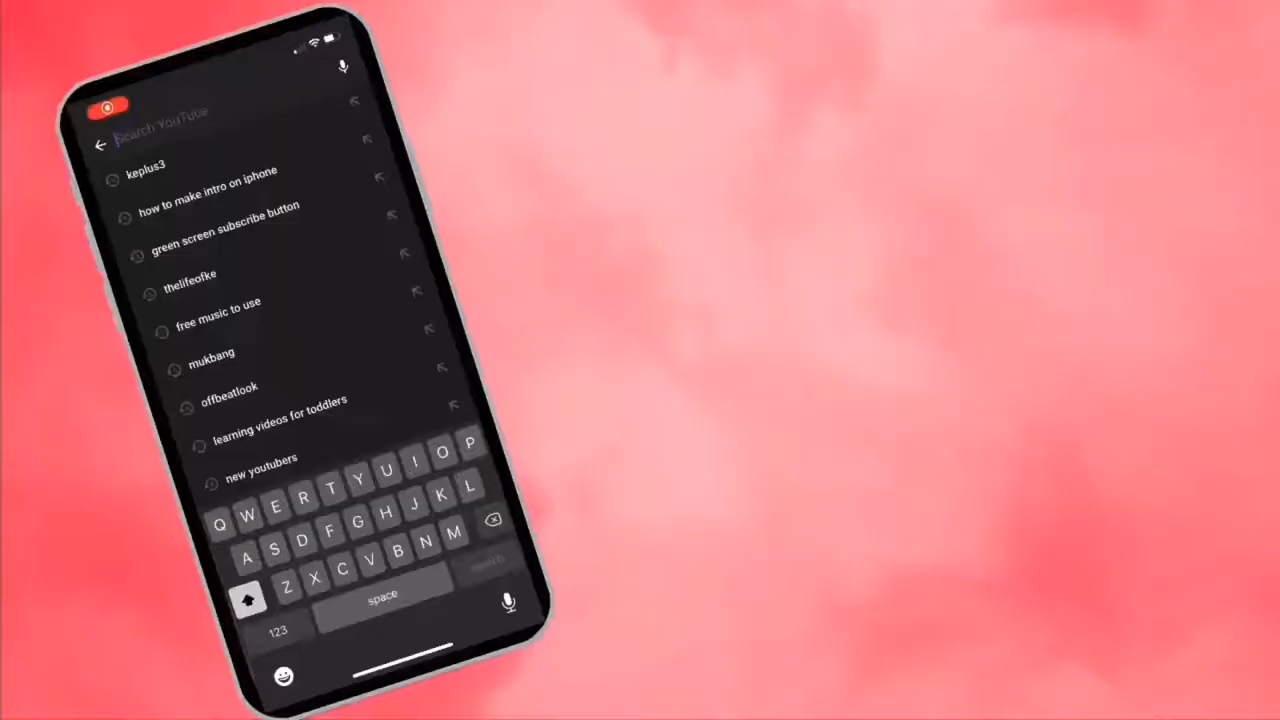 Search YouTube
keplus3
how to make intro on iphone
green screen subscribe button
thelifeofke
free music to use
mukbang
offbeatlook
learning videos for toddlers
new youtubers
Q W E R T Y U I O P
A S D F G H J K L
Z X C V B N M
123 space search